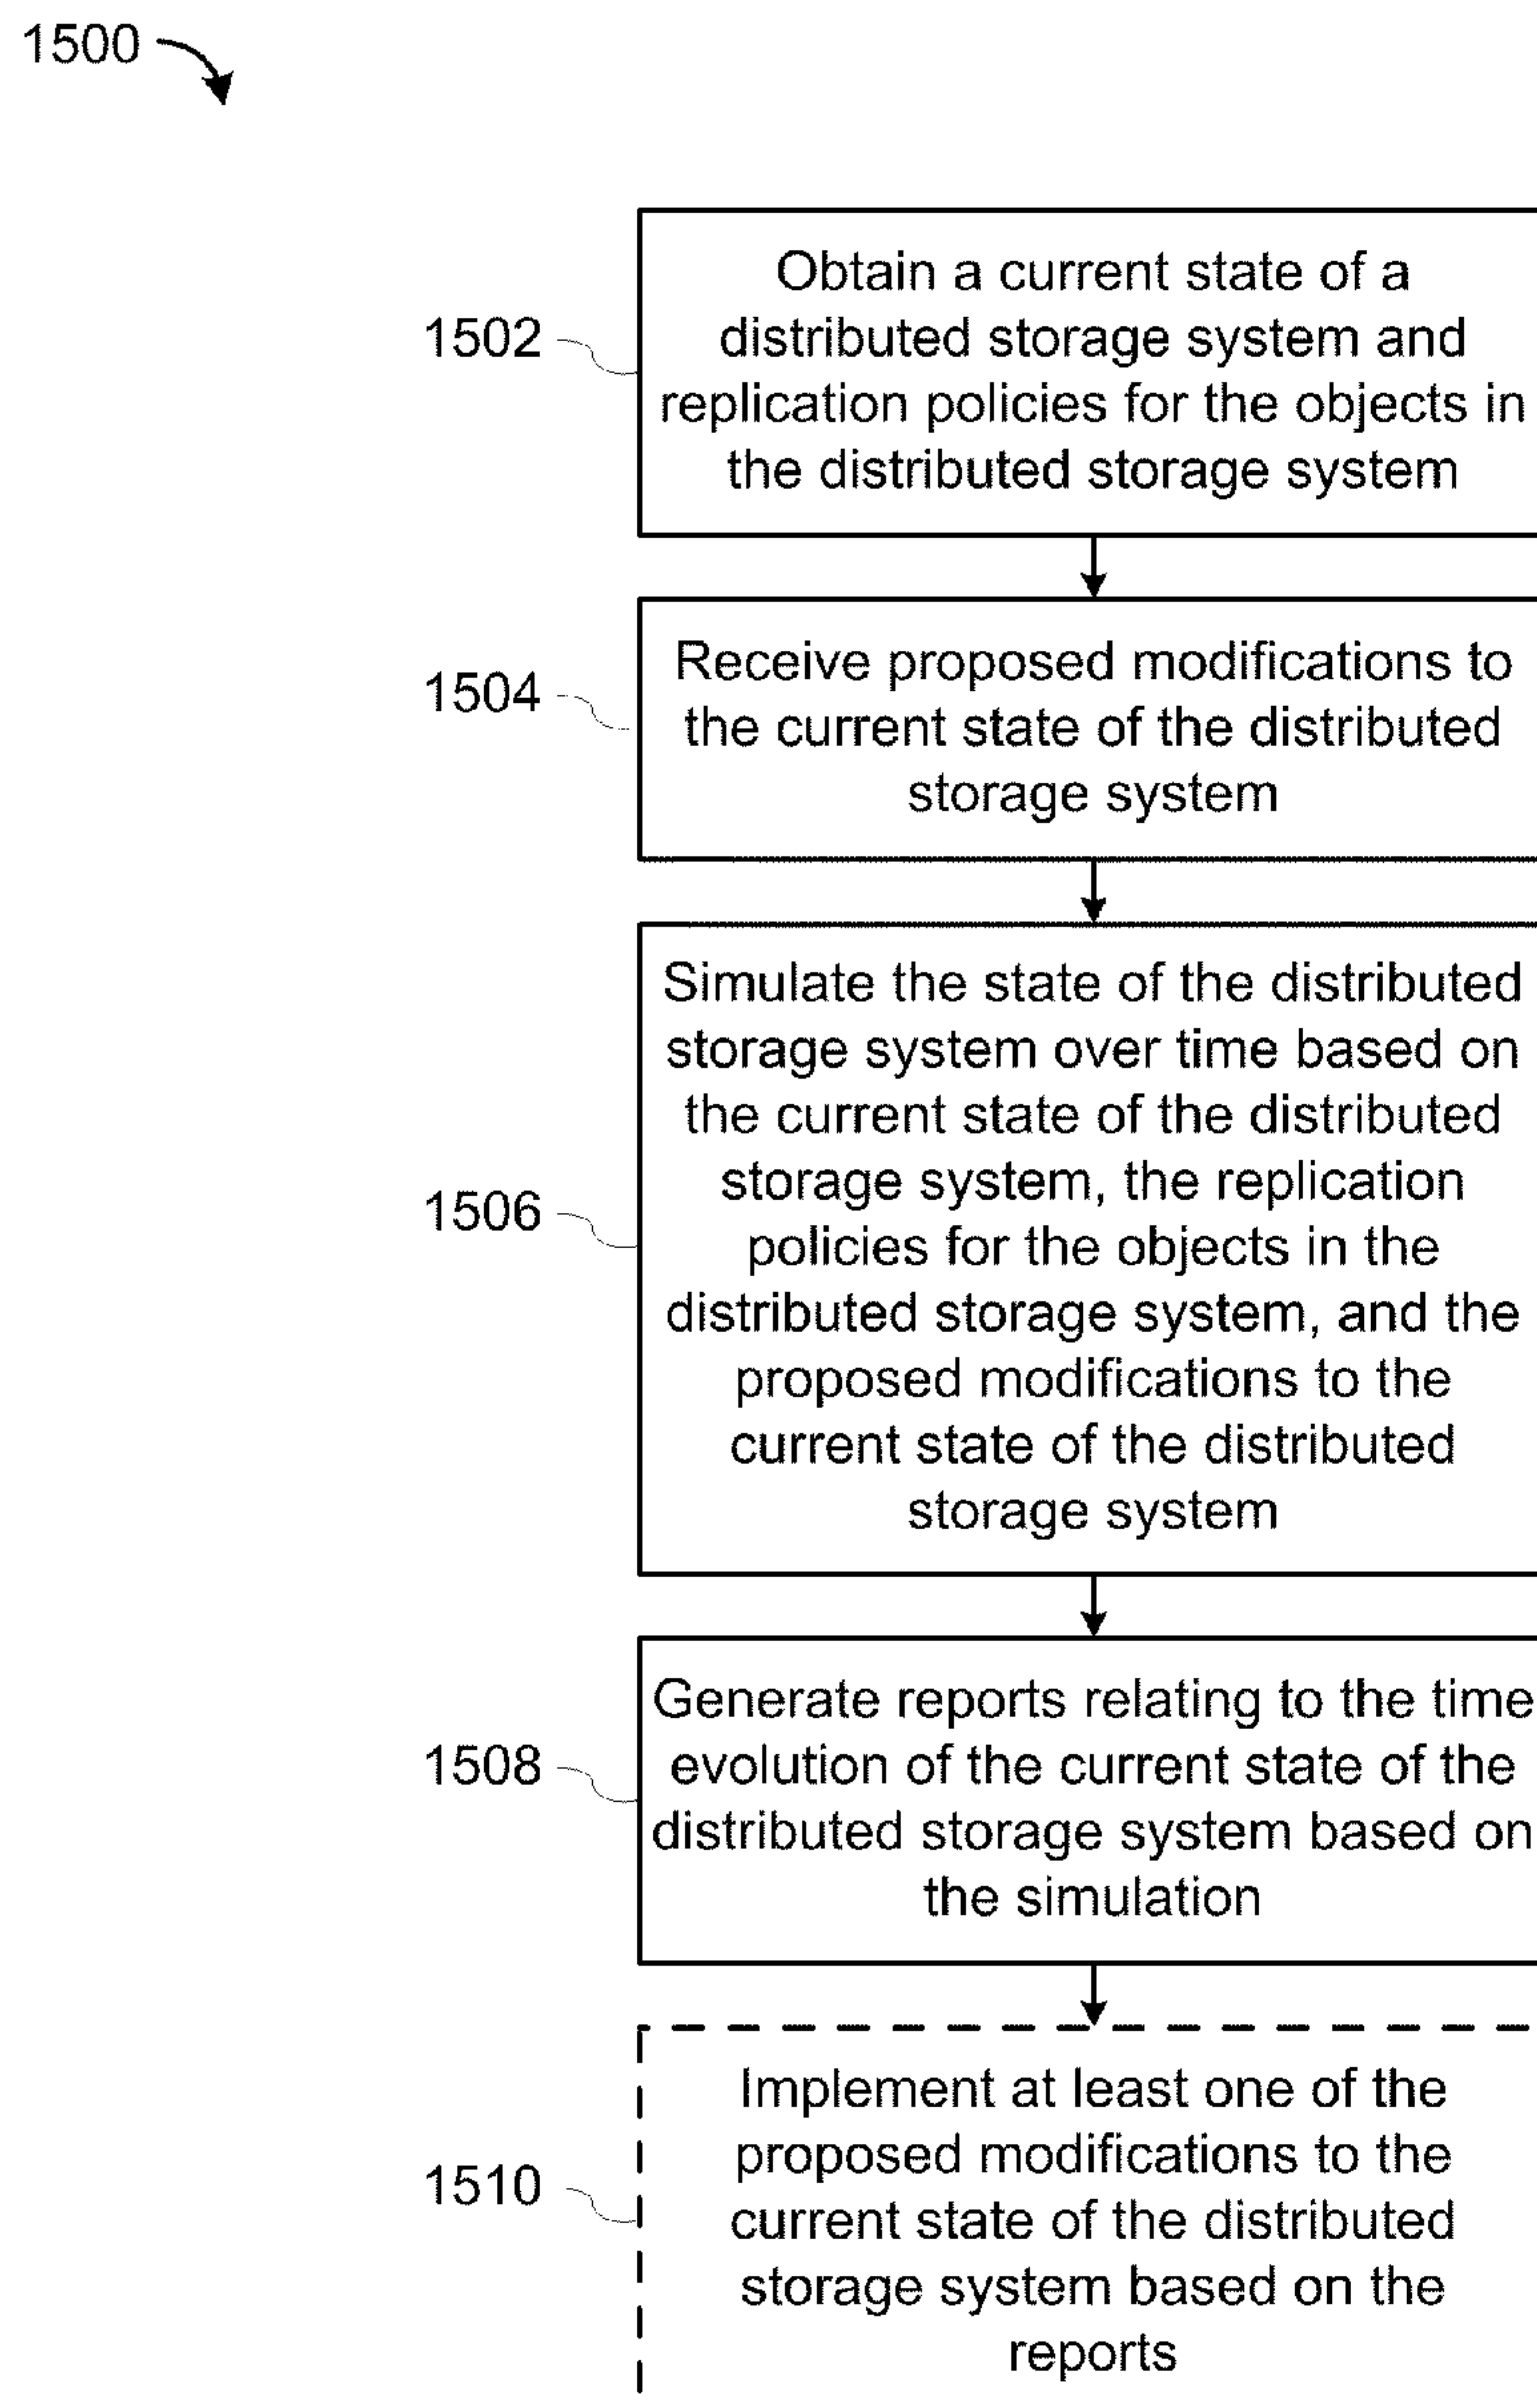 1500
1502
Obtain a current state of a
distributed storage system and
replication policies for the objects in
the distributed storage system
1504
Receive proposed modifications to
the current state of the distributed
storage system
1506
Simulate the state of the distributed
storage system over time based on
the current state of the distributed
storage system, the replication
policies for the objects in the
distributed storage system, and the
proposed modifications to the
current state of the distributed
storage system
1508
Generate reports relating to the time
evolution of the current state of the
distributed storage system based on
the simulation
1510
Implement at least one of the
proposed modifications to the
current state of the distributed
storage system based on the
reports